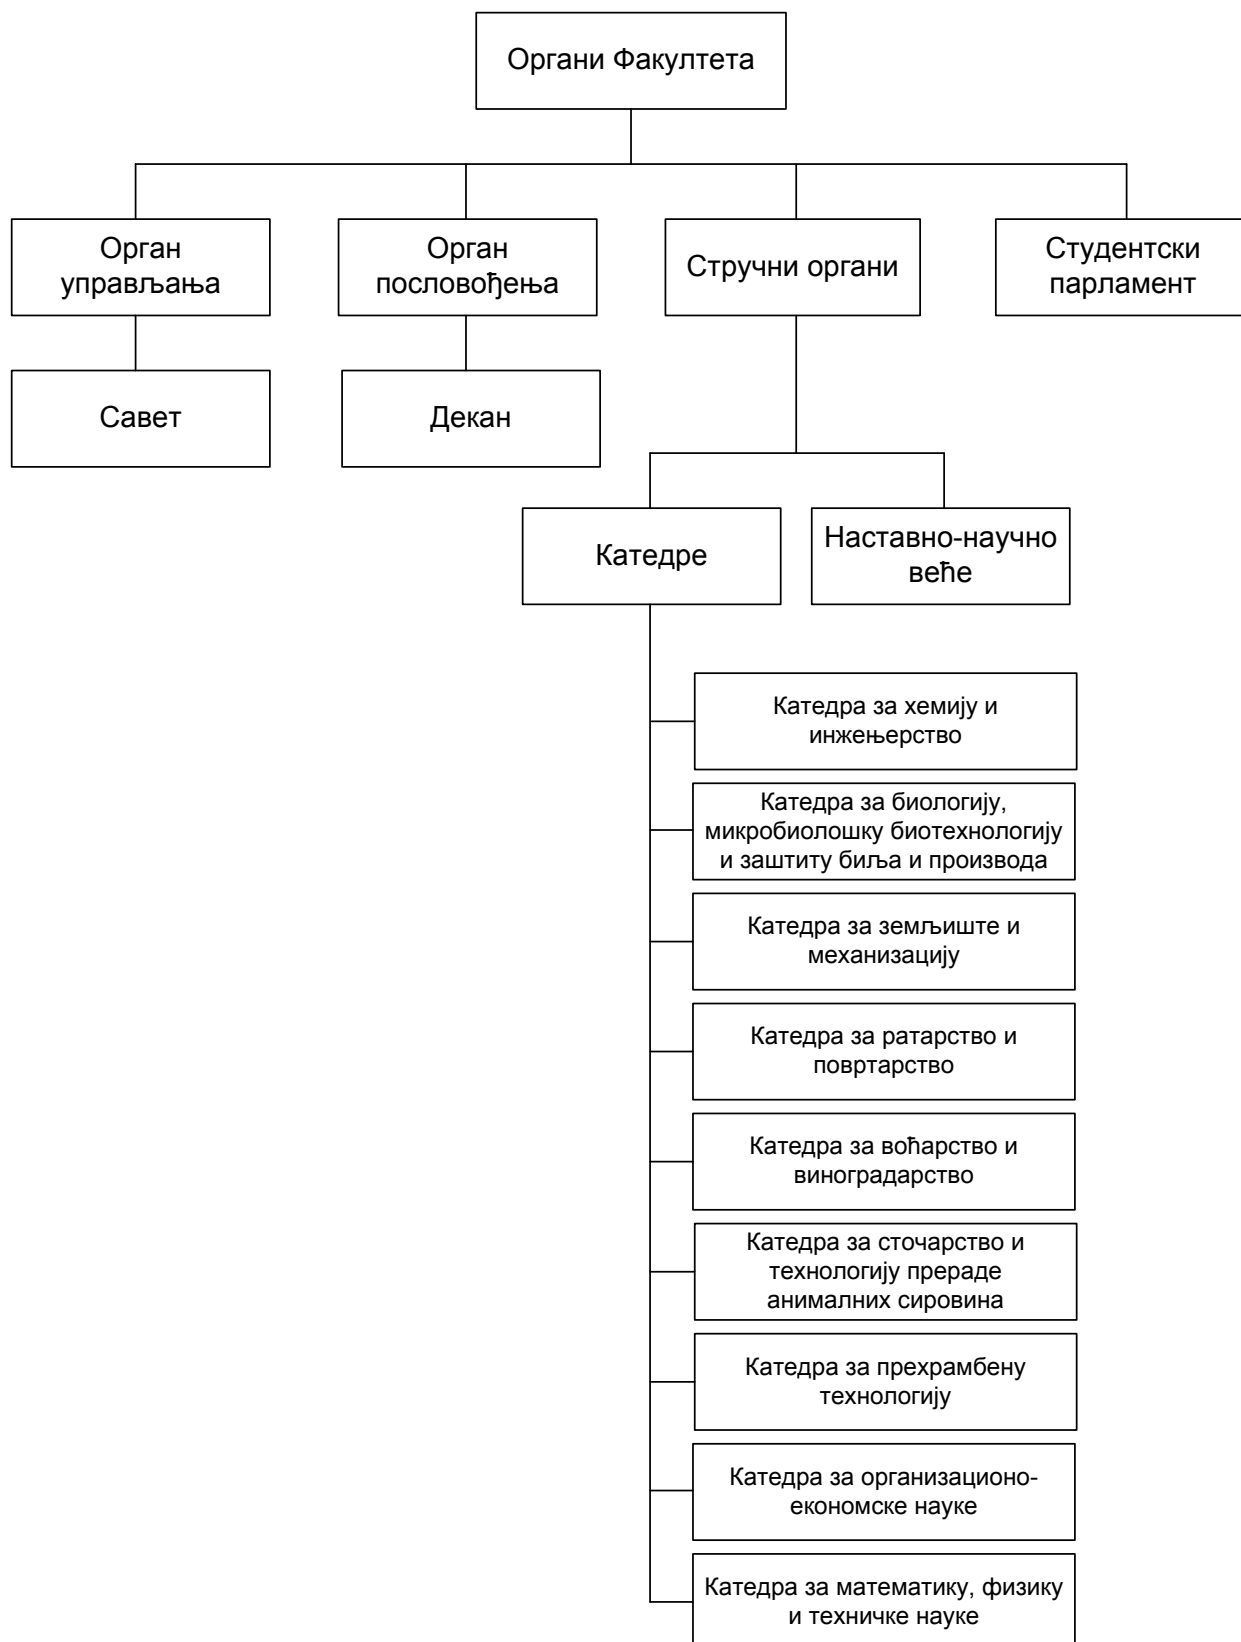 Органи Факултета
Орган
управљања
Орган
пословођења
Стручни органи
Студентски
парламент
Савет
Декан
Катедре
Наставно-научно
веће
Катедра за хемију и
инжењерство
Катедра за биологију,
микробиолошку биотехнологију
и заштиту биља и производа
Катедра за земљиште и
механизацију
Катедра за ратарство и
повртарство
Катедра за воћарство и
виноградарство
Катедра за сточарство и
технологију прераде
анималних сировина
Катедра за прехрамбену
технологију
Катедра за организационо-
економске науке
Катедра за математику, физику
и техничке науке